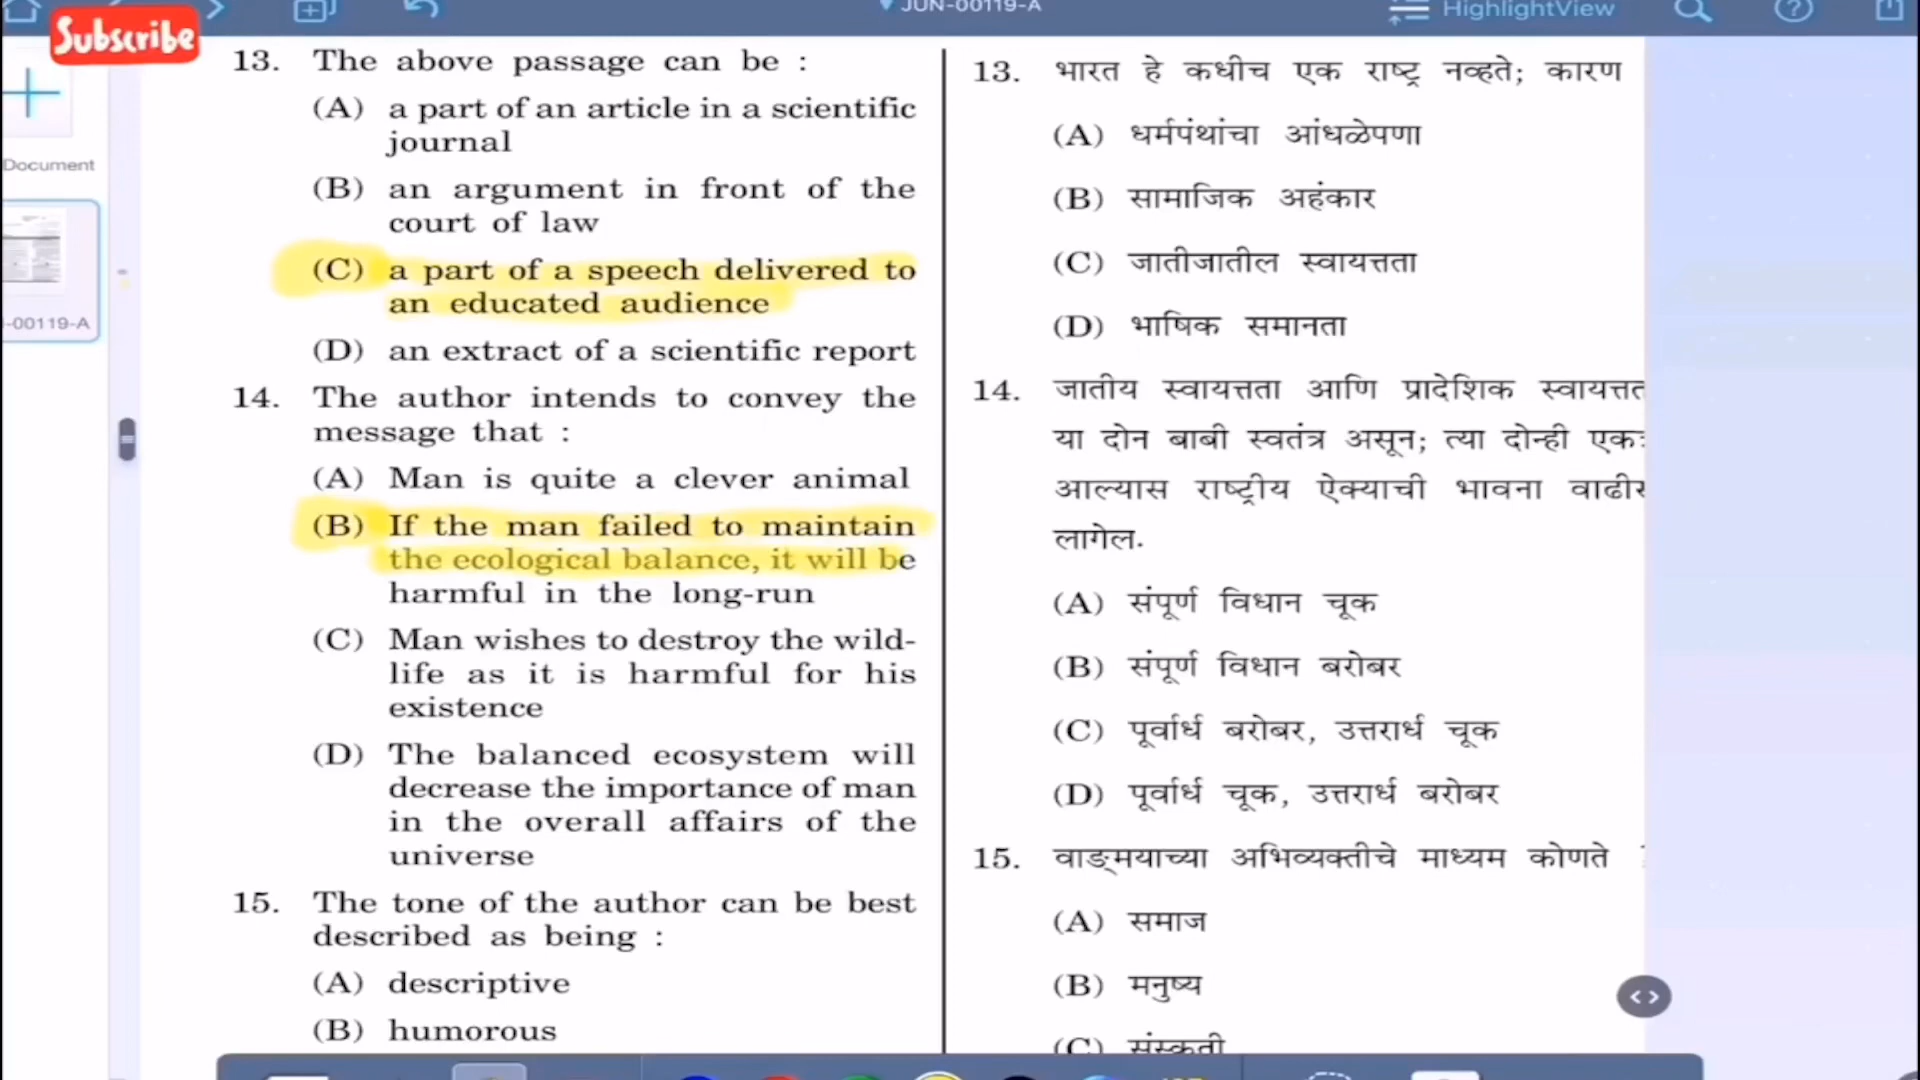 JUN-00119-A
HighlightView
Subscribe
Document
-00119-A
13. The above passage can be :
(A) a part of an article in a scientific
journal
(B) an argument in front of the
court of law
(C) a part of a speech delivered to
an educated audience
(D) an extract of a scientific report
14. The author intends to convey the
message that :
(A) Man is quite a clever animal
(B) If the man failed to maintain
the ecological balance, it will be
harmful in the long-run
(C) Man wishes to destroy the wild-
life as it is harmful for his
existence
(D) The balanced ecosystem will
decrease the importance of man
in the overall affairs of the
universe
15. The tone of the author can be best
described as being :
(A) descriptive
(B) humorous
13. भारत हे कधीच एक राष्ट्र नव्हते; कारण
(A) धर्मपंथांचा आंधळेपणा
(B) सामाजिक अहंकार
(C) जातीजातील स्वायत्तता
(D) भाषिक समानता
14. जातीय स्वायत्तता आणि प्रादेशिक
या दोन बाबी स्वतंत्र असून; त्या दोन्ही
आल्यास राष्ट्रीय ऐक्याची भावना
लागेल.
(A) संपूर्ण विधान चूक
(B) संपूर्ण विधान बरोबर
(C) पूर्वार्ध बरोबर, उत्तरार्ध चूक
(D) पूर्वार्ध चूक, उत्तरार्ध बरोबर
15. वाङ्मयाच्या अभिव्यक्तीचे माध्यम कोणते
(A) समाज
(B) मनुष्य
(C) संस्कृती